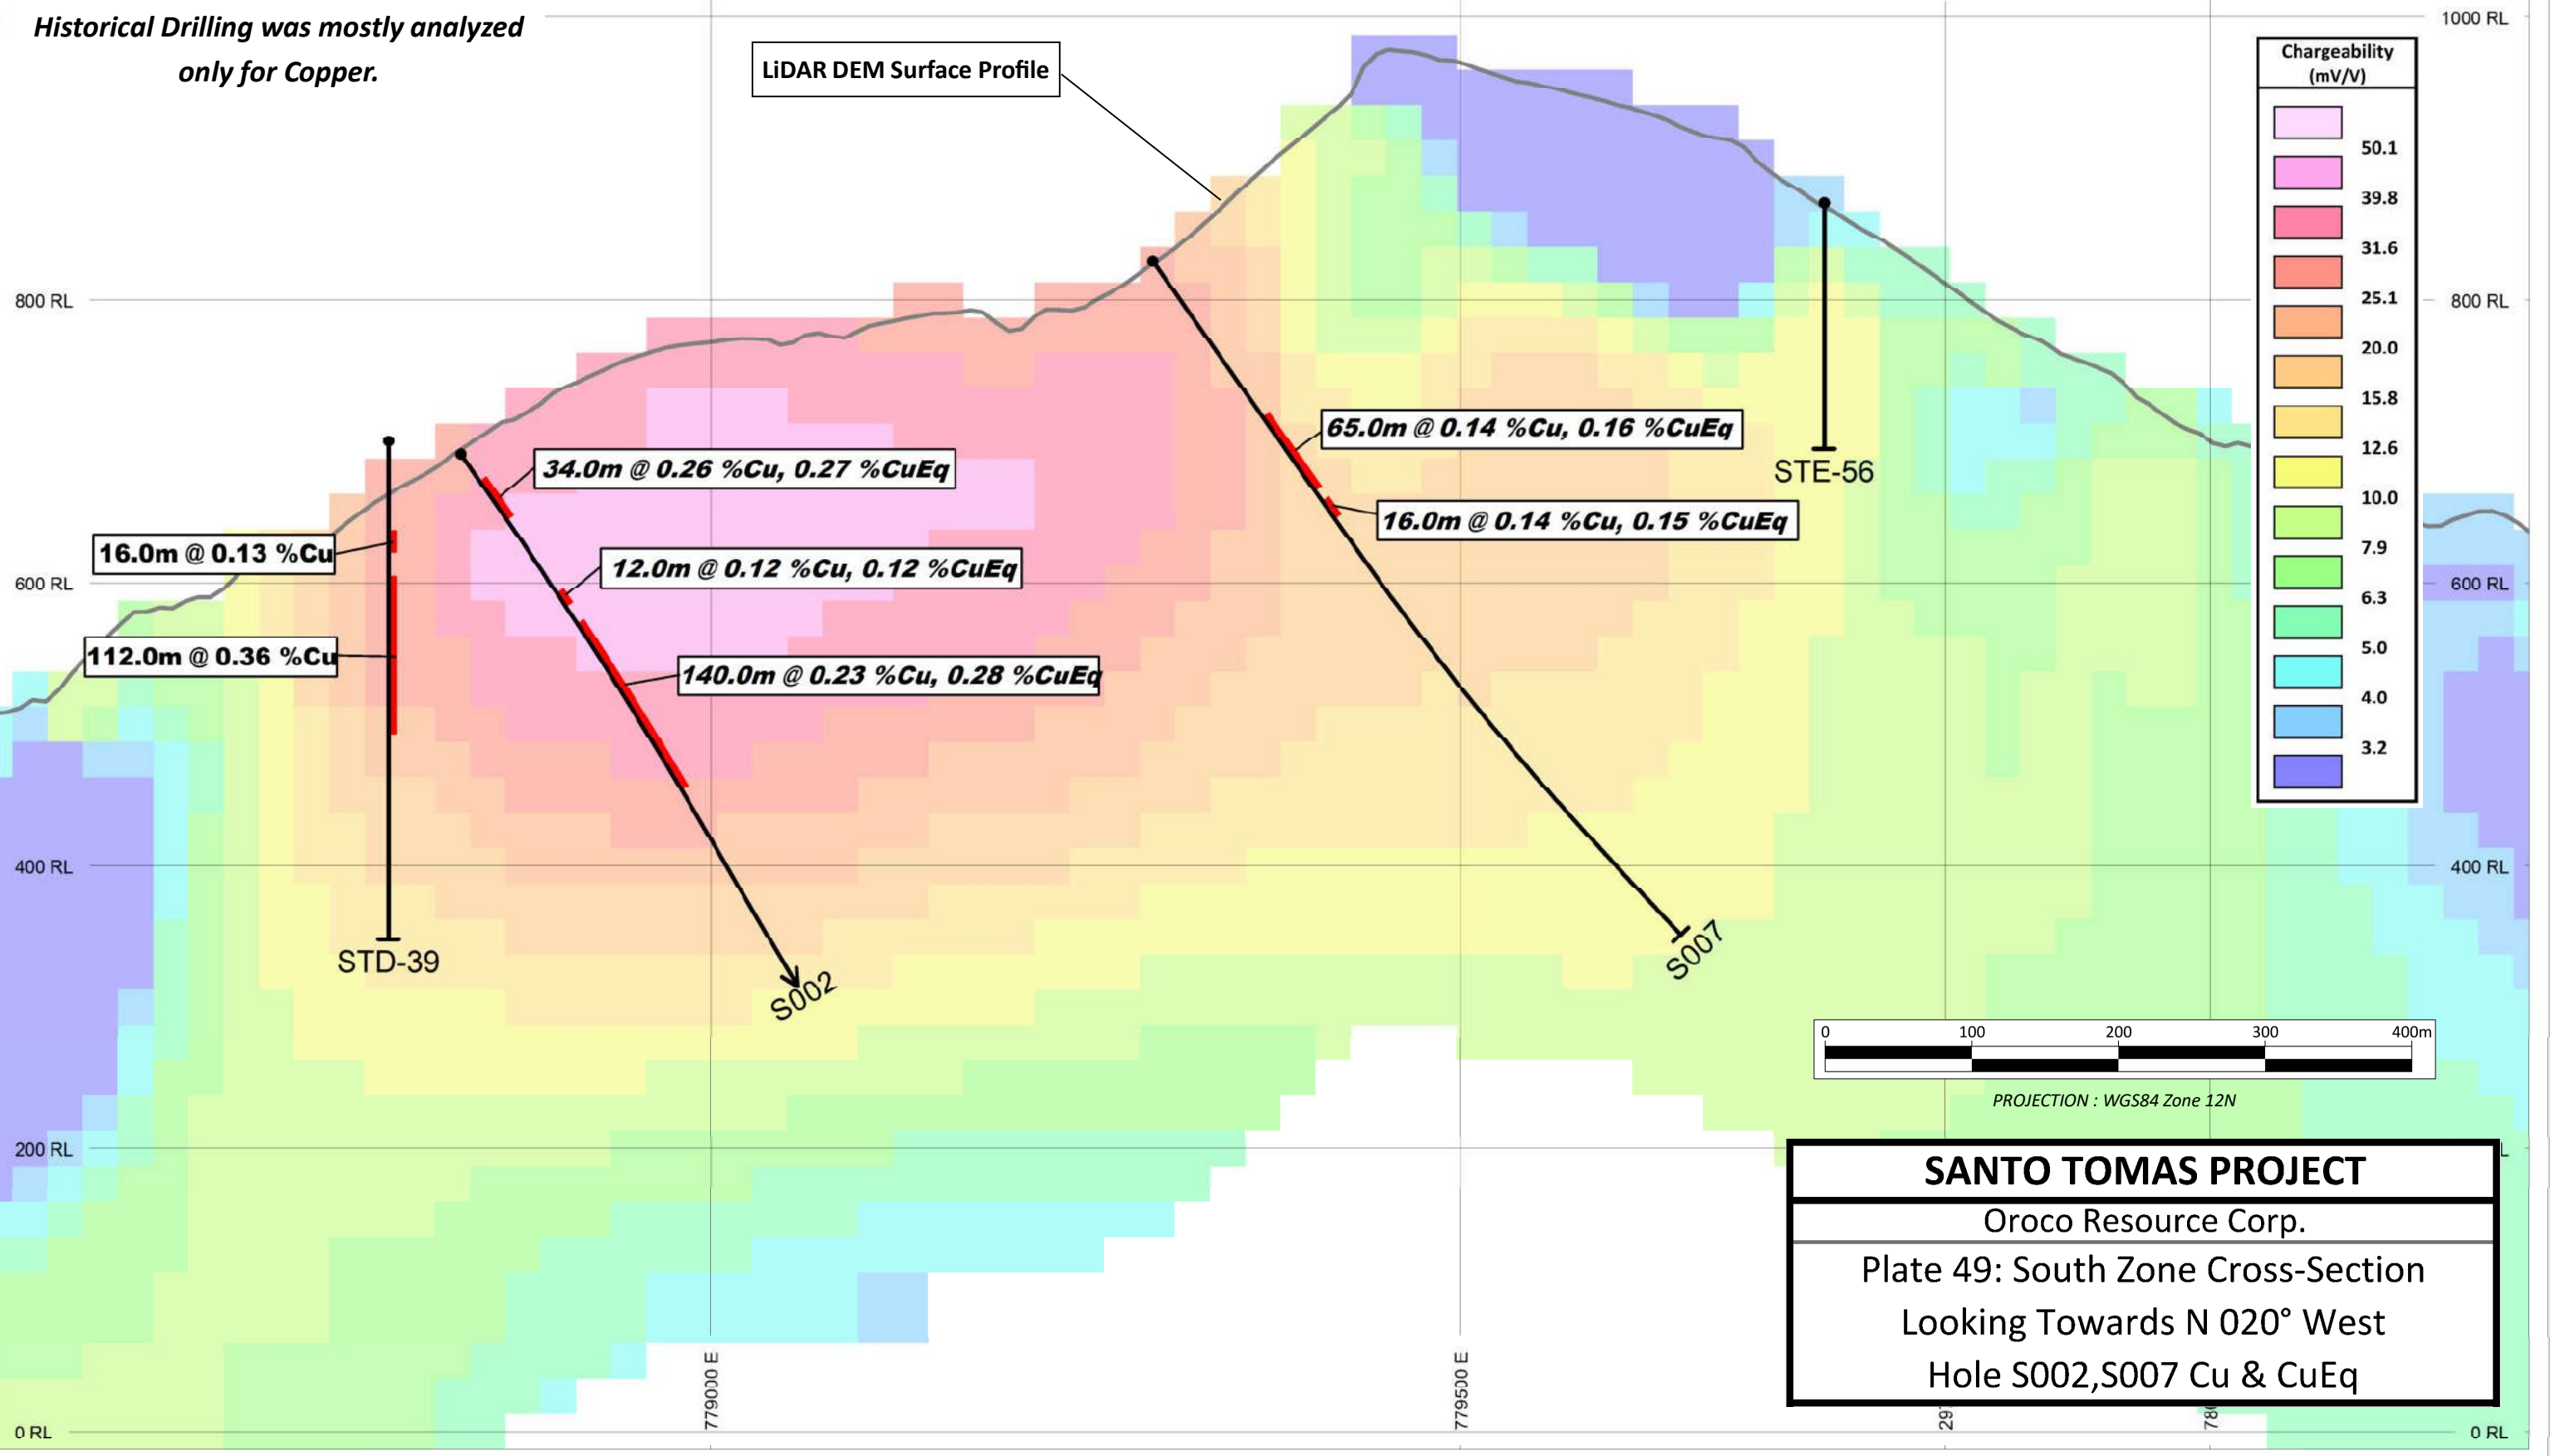 Historical Drilling was mostly analyzed
only for Copper.
LiDAR DEM Surface Profile
1000 RL
Chargeability
(mV/V)
50.1
39.8
31.6
25.1
20.0
15.8
12.6
10.0
7.9
6.3
5.0
4.0
3.2
800 RL
800 RL
65.0m @ 0.14 %Cu, 0.16 %CuEq
STE-56
34.0m @ 0.26 %Cu, 0.27 %CuEq
16.0m @ 0.14 %Cu, 0.15 %CuEq
16.0m @ 0.13 %Cu
12.0m @ 0.12 %Cu, 0.12 %CuEq
600 RL
600 RL
112.0m @ 0.36 %Cu
140.0m @ 0.23 %Cu, 0.28 %CuEq
400 RL
400 RL
STD-39
S002
S007
0 100 200 300 400m
PROJECTION : WGS84 Zone 12N
200 RL
SANTO TOMAS PROJECT
Oroco Resource Corp.
Plate 49: South Zone Cross-Section
Looking Towards N 020° West
Hole S002,S007 Cu & CuEq
779000 E
779500 E
0 RL
0 RL